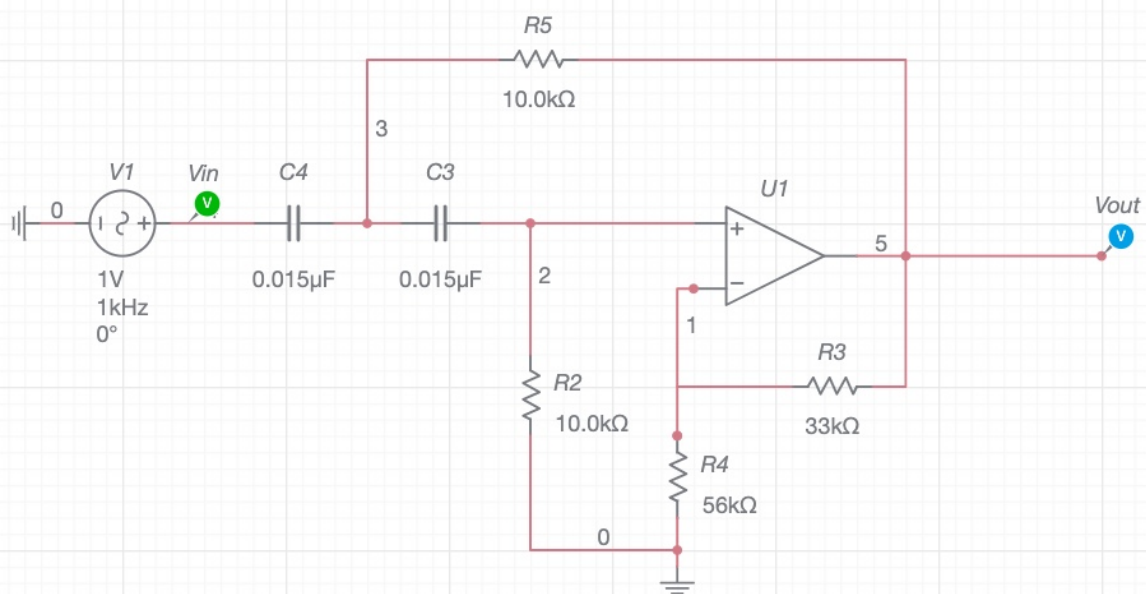 R5
10.0kΩ
3
V1
Vin
C4
C3
U1
Vout
0
V
V
+
+
5
1V
0.015µF
0.015µF
2
−
1kHz
0°
1
R3
R2
10.0kΩ
33kΩ
R4
56kΩ
0